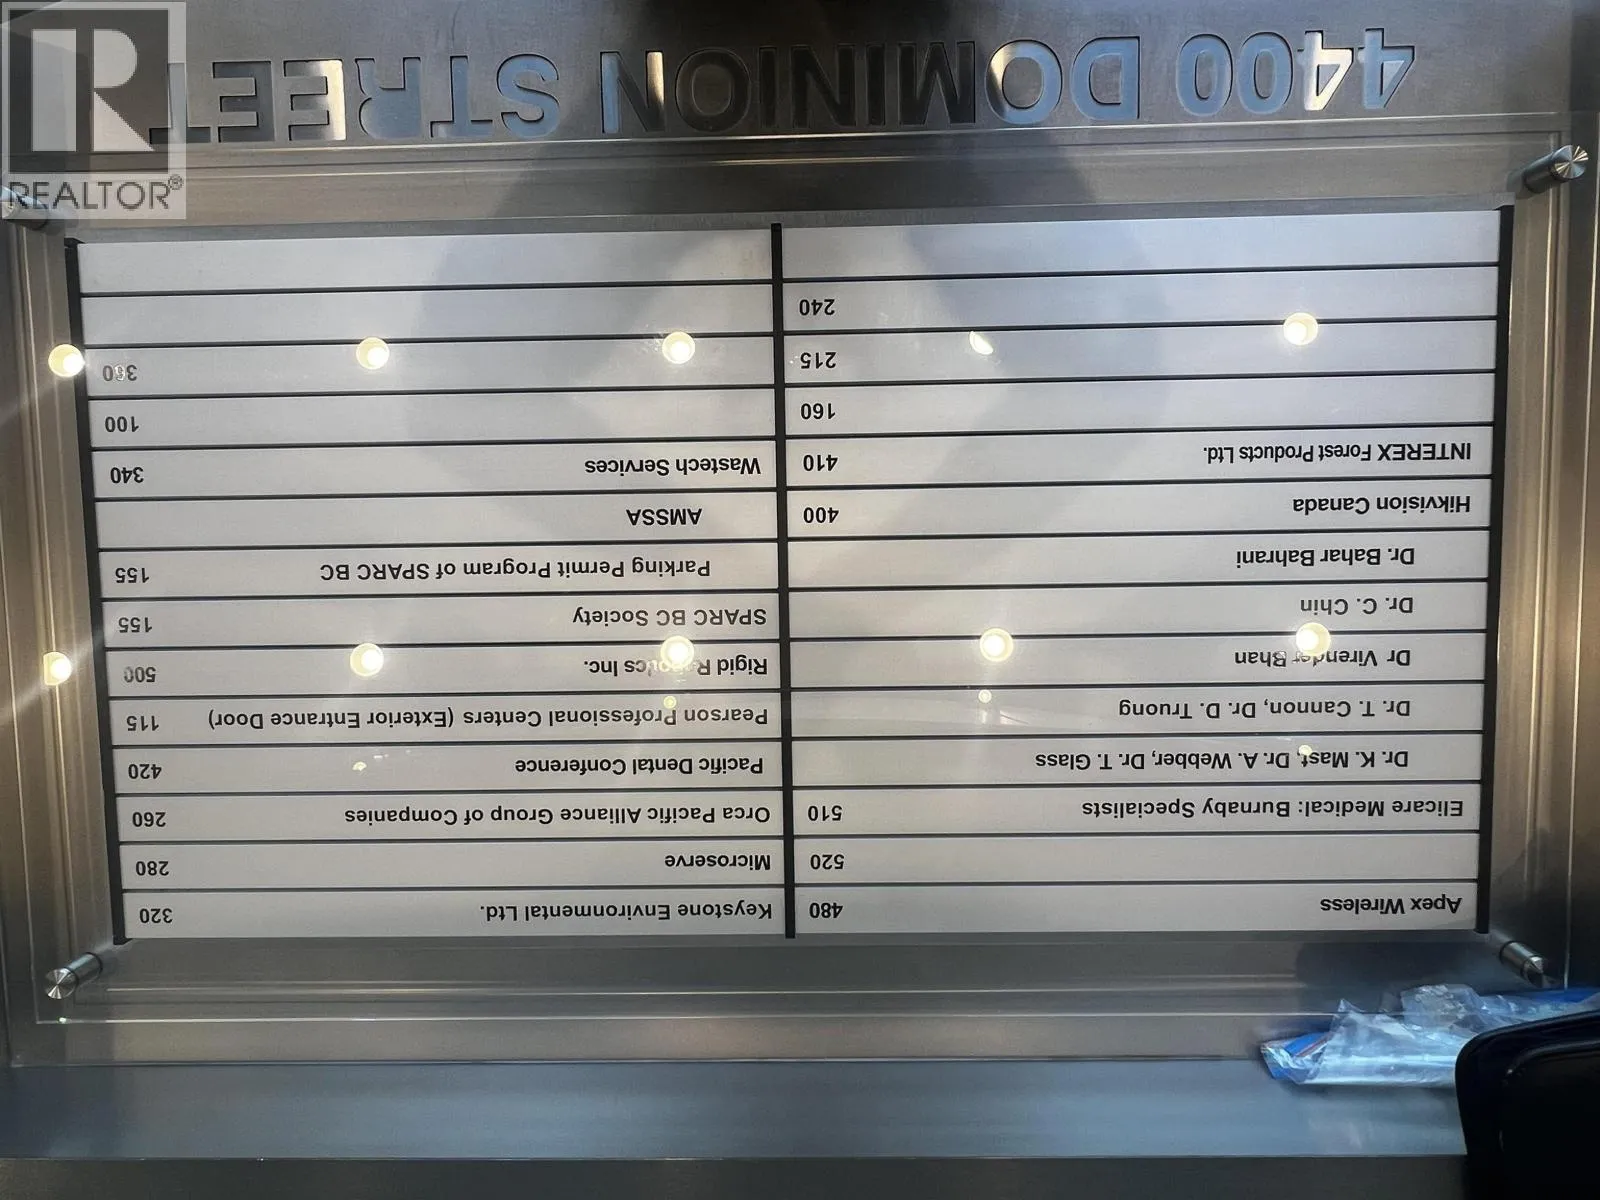 Apex Wireless 480
520
Elicare Medical: Burnaby Specialists 510
Dr. K. Mast, Dr. A. Webber, Dr. T. Glass
Dr. T. Cannon, Dr. D. Truong
Dr Virender Bhan
Dr. C. Chin
Dr. Bahar Bahrani
Hikvision Canada 400
INTEREX Forest Products Ltd. 410
160
215
240
Keystone Environmental Ltd. 320
Microserve 280
Orca Pacific Alliance Group of Companies 260
Pacific Dental Conference 420
Pearson Professional Centers (Exterior Entrance Door) 115
Rigid Robotics Inc. 500
SPARC BC Society 155
Parking Permit Program of SPARC BC 155
AMSSA
Wastech Services 340
100
360
4400 DOMINION STREET
REALTOR®